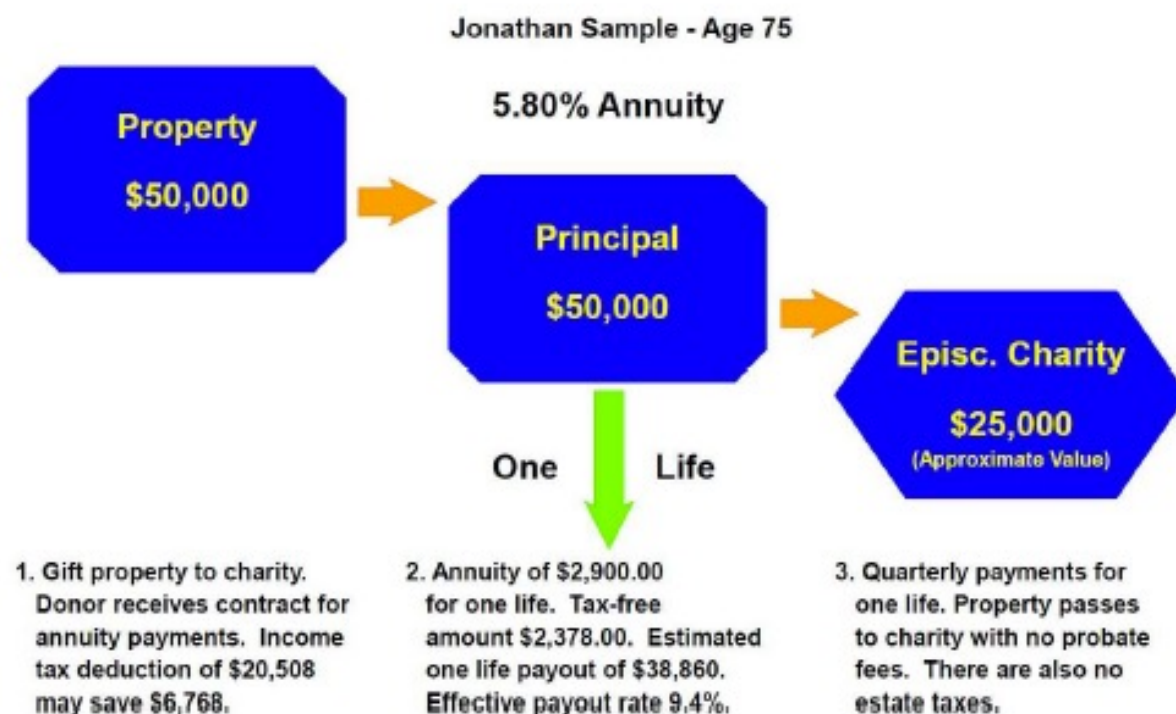 Jonathan Sample - Age 75
5.80% Annuity
Property
$50,000
Principal
$50,000
Episc. Charity
$25,000
(Approximate Value)
One Life
1. Gift property to charity.
Donor receives contract for
annuity payments. Income
tax deduction of $20,508
may save $6,768.
2. Annuity of $2,900.00
for one life. Tax-free
amount $2,378.00. Estimated
one life payout of $38,860.
Effective payout rate 9.4%.
3. Quarterly payments for
one life. Property passes
to charity with no probate
fees. There are also no
estate taxes.